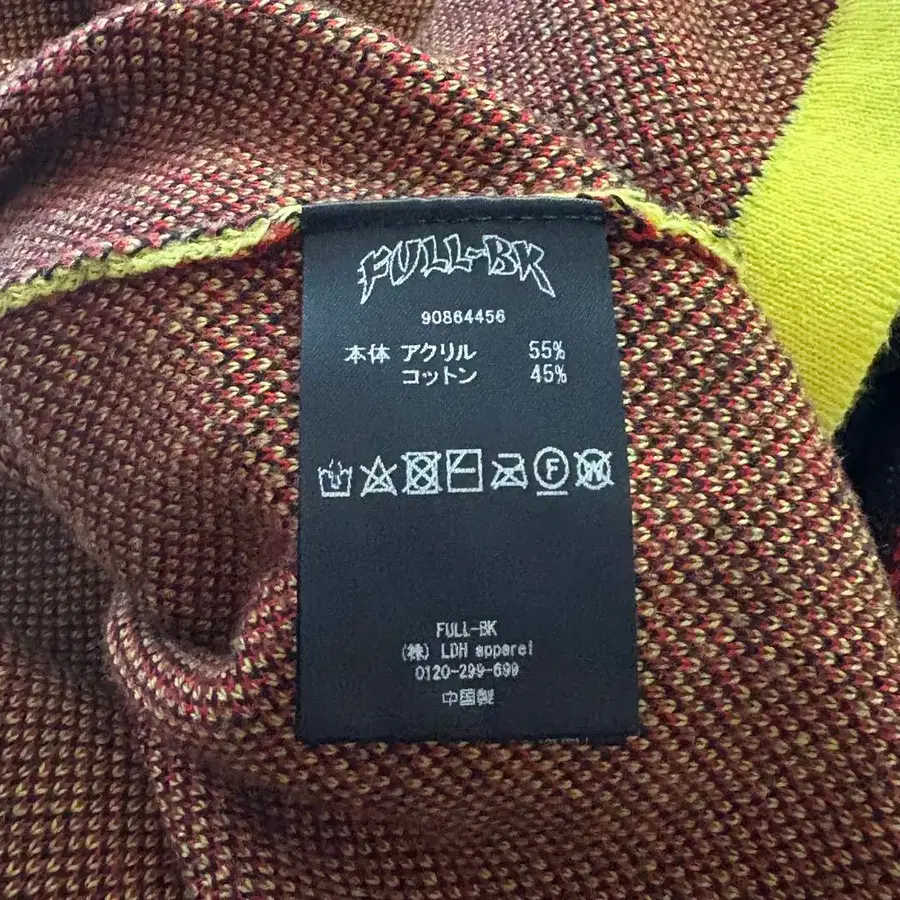 FULL-BK
90864456
本体 アクリル 55%
コットン 45%
F W
FULL-BK
(株) LDH apparel
0120-299-699
中国製